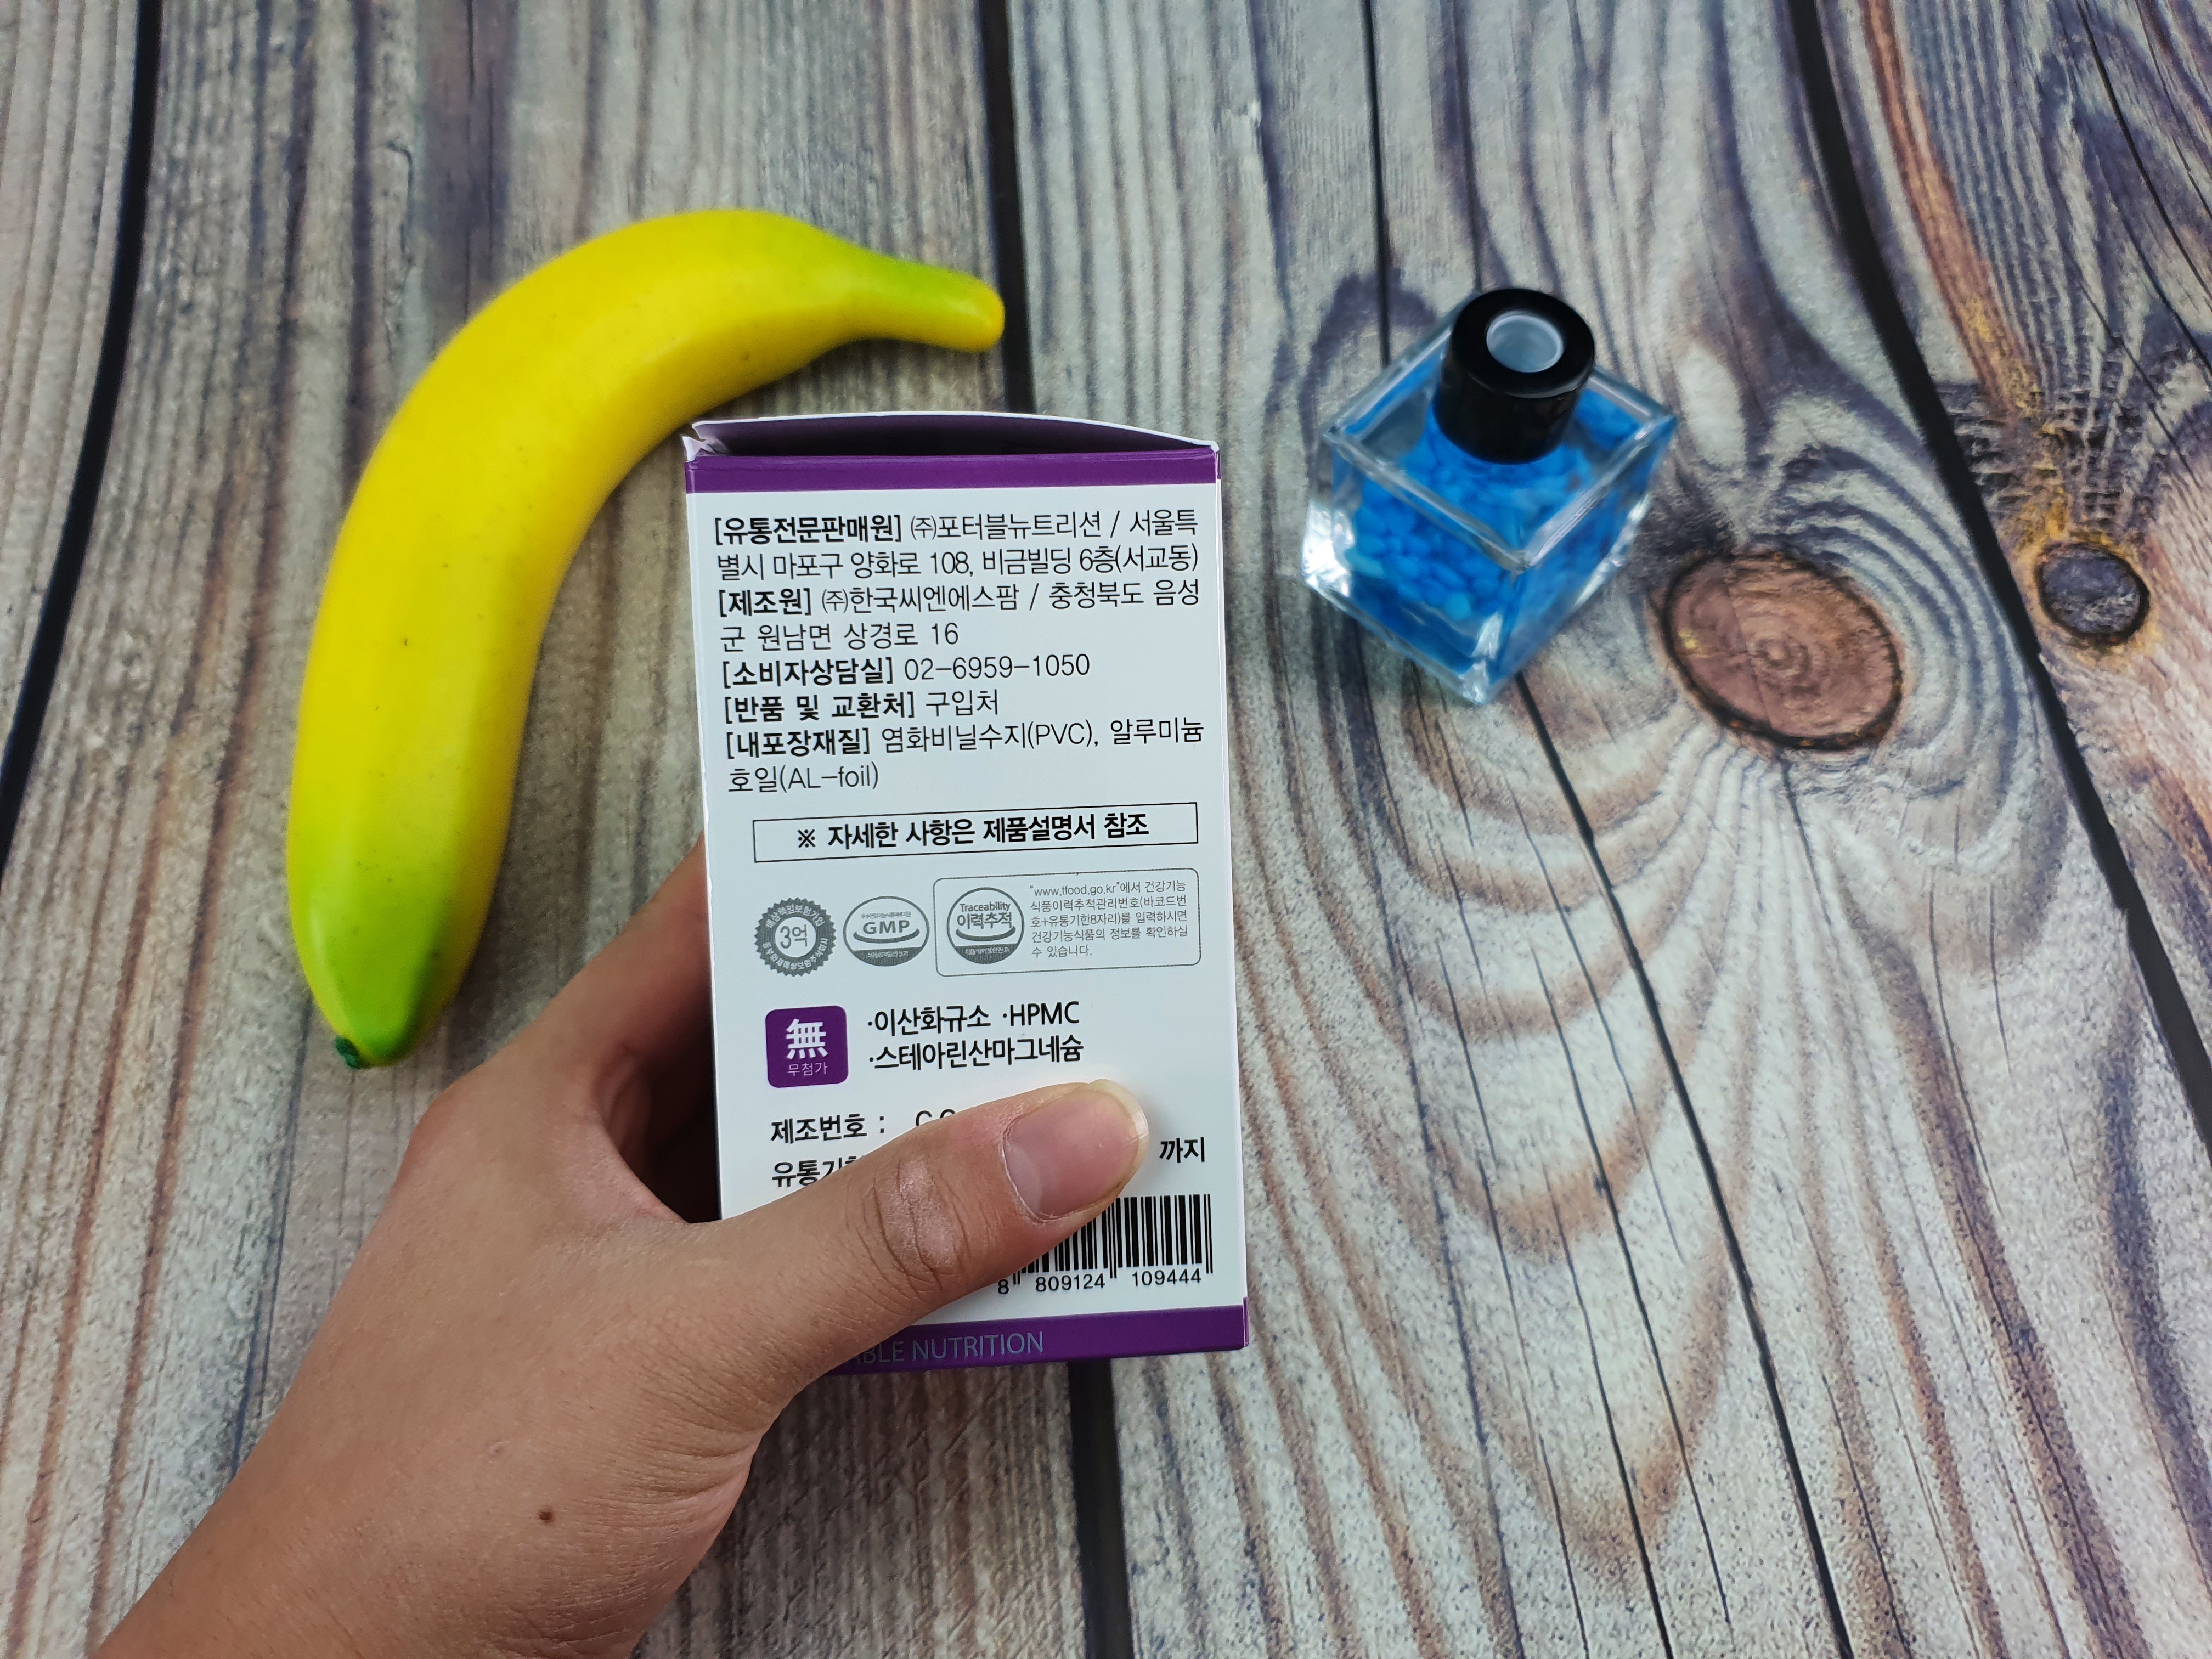 [유통전문판매원] ㈜포터블뉴트리션 / 서울특
별시 마포구 양화로 108, 비금빌딩 6층(서교동)
[제조원] ㈜한국씨엔에스팜 / 충청북도 음성
군 원남면 상경로 16
[소비자상담실] 02-6959-1050
[반품 및 교환처] 구입처
[내포장재질] 염화비닐수지(PVC), 알루미늄
호일(AL-foil)
※ 자세한 사항은 제품설명서 참조
3억
GMP
Traceability
이력추적
"www.tfood.go.kr"에서 건강기능
식품이력추적관리번호(바코드번
호+유통기한8자리)를 입력하시면
건강기능식품의 정보를 확인하실
수 있습니다.
無
무첨가
·이산화규소 ·HPMC
·스테아린산마그네슘
제조번호 :
까지
8 809124 109444
NUTRITION